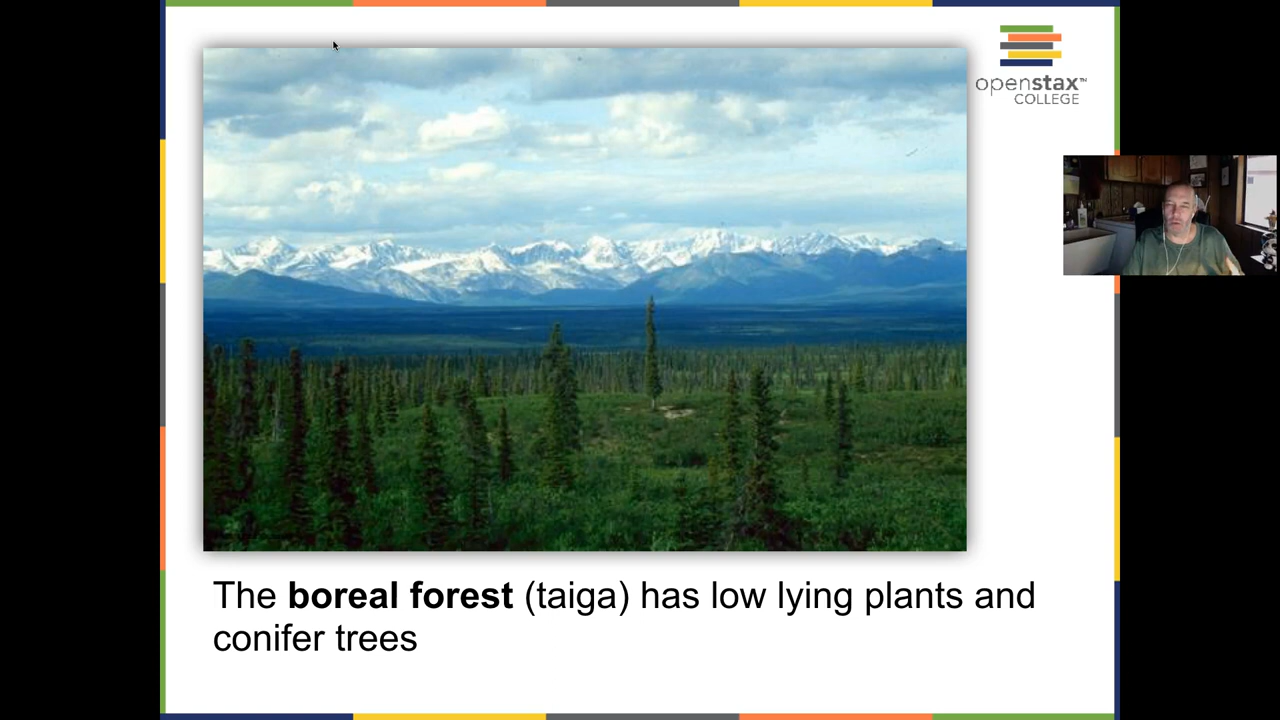 openstax™
COLLEGE
The boreal forest (taiga) has low lying plants and
conifer trees